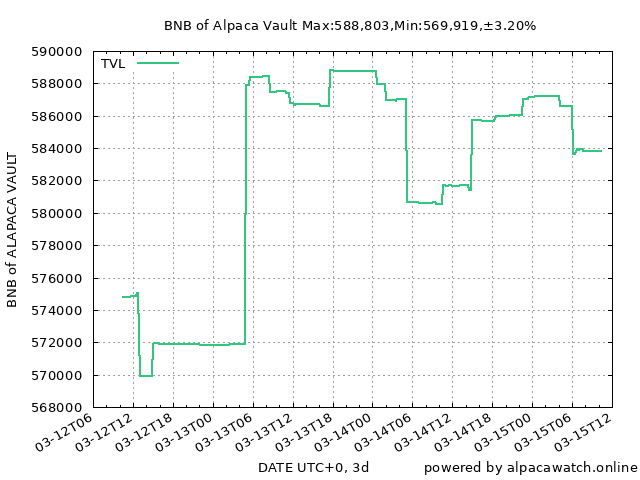 BNB of Alpaca Vault Max:588,803,Min:569,919,±3.20%
TVL
BNB of ALAPACA VAULT
590000
588000
586000
584000
582000
580000
578000
576000
574000
572000
570000
568000
03-12T06
03-12T12
03-12T18
03-13T00
03-13T06
03-13T12
03-13T18
03-14T00
03-14T06
03-14T12
03-14T18
03-15T00
03-15T06
03-15T12
DATE UTC+0, 3d
powered by alpacawatch.online